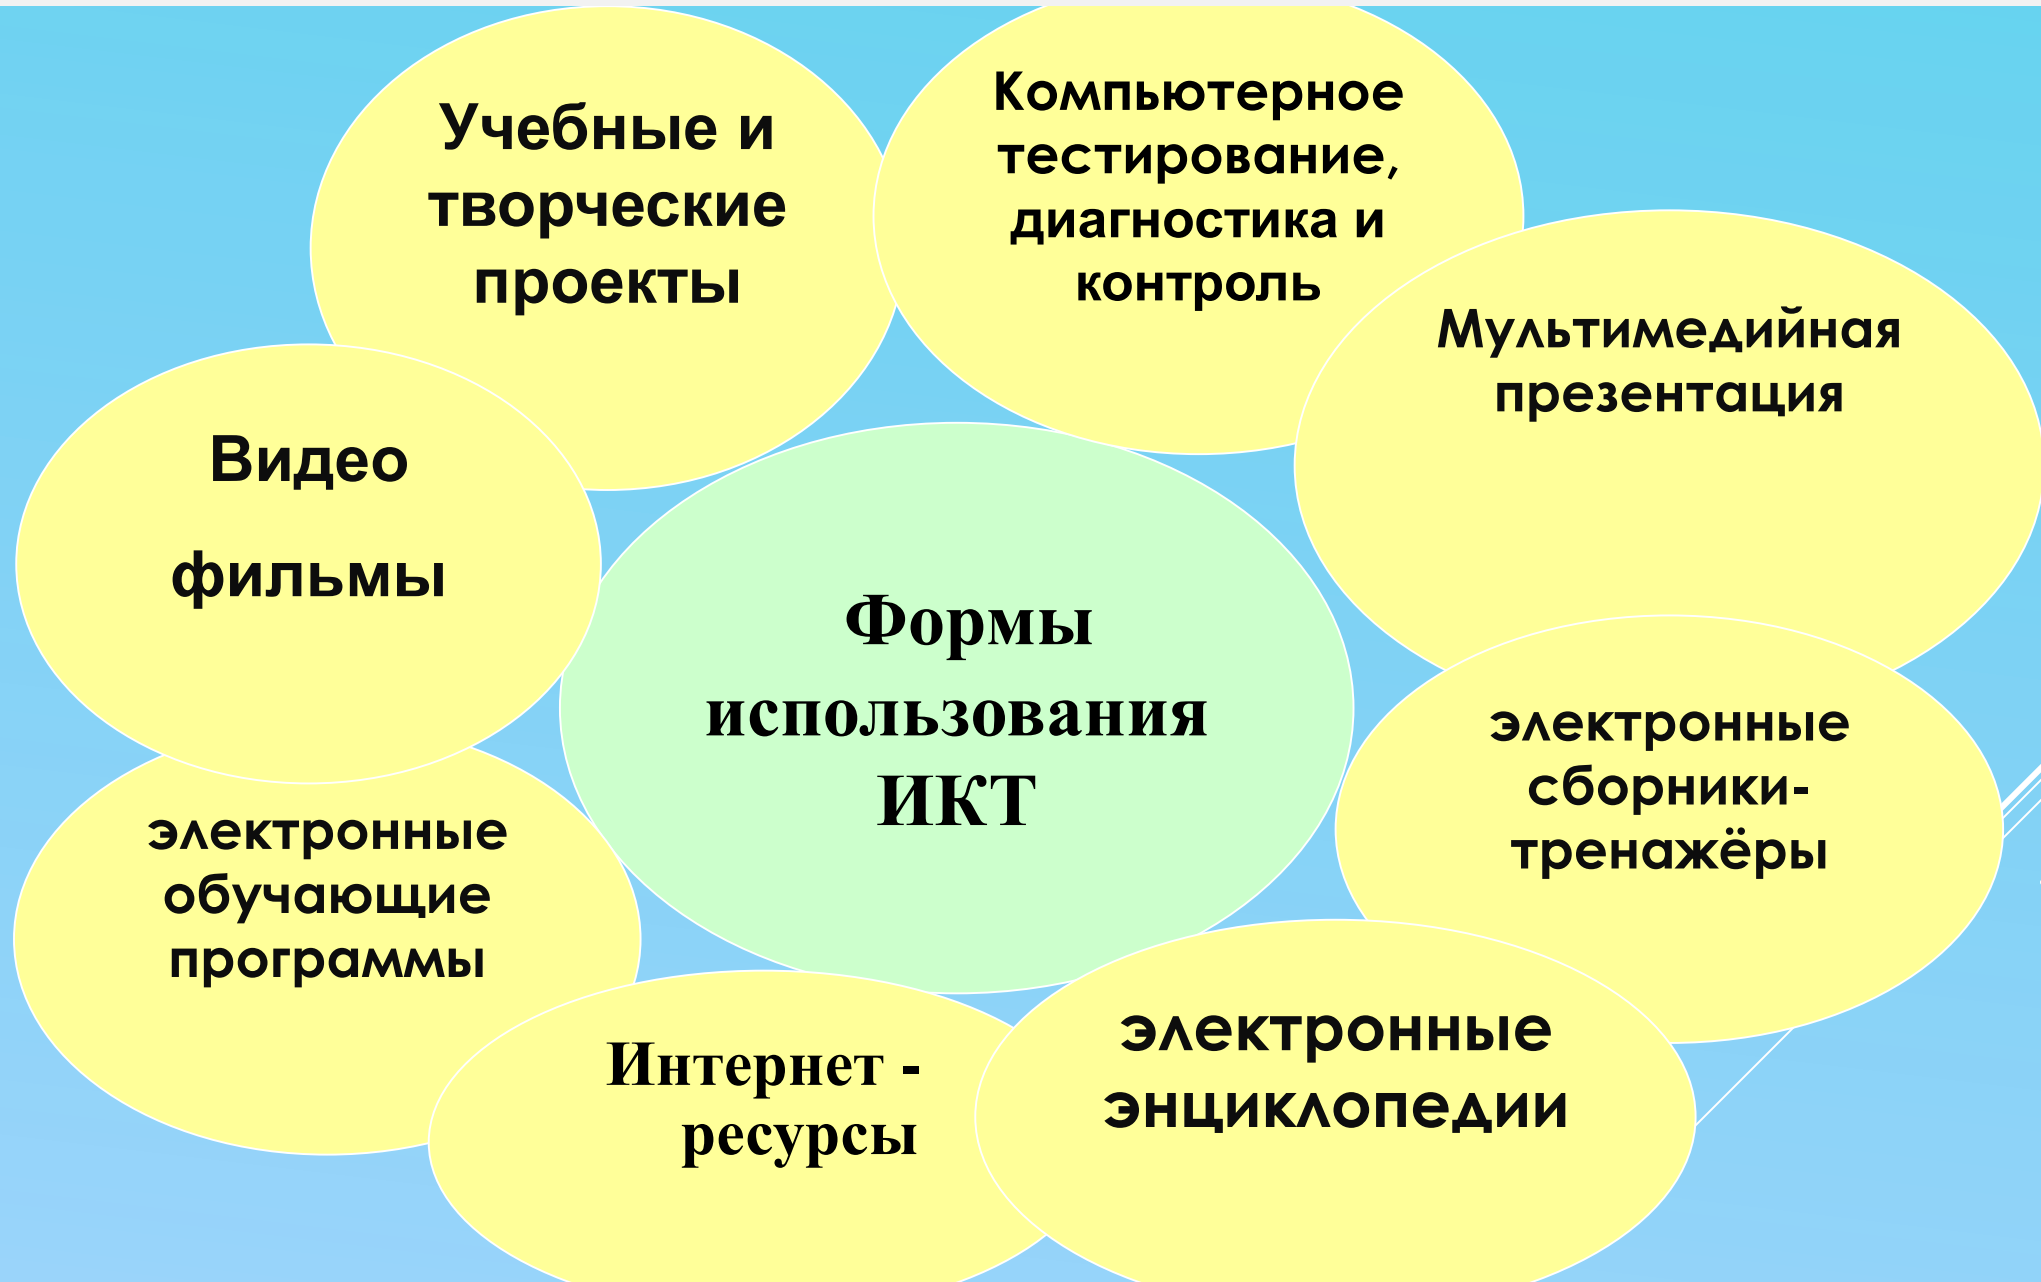 Учебные и
творческие
проекты
Компьютерное
тестирование,
диагностика и
контроль
Мультимедийная
презентация
Видео
фильмы
Формы
использования
ИКТ
электронные
сборники-
тренажёры
электронные
обучающие
программы
Интернет -
ресурсы
электронные
энциклопедии